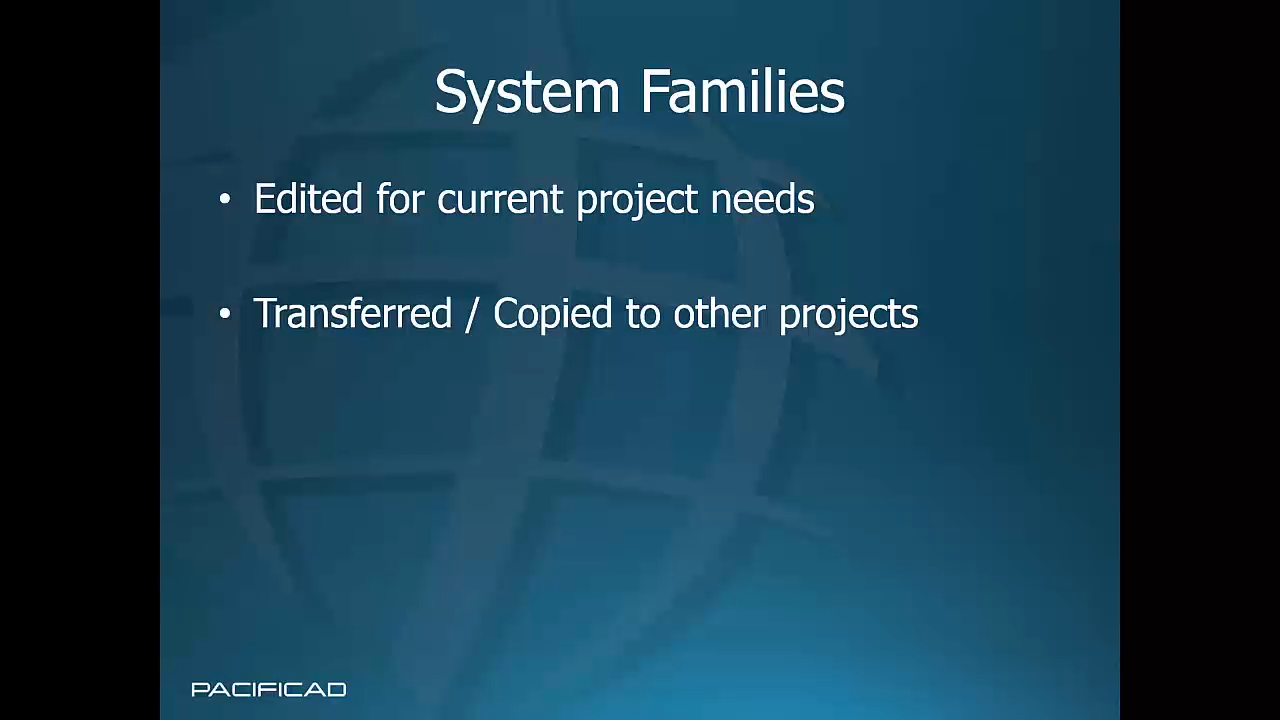 System Families
• Edited for current project needs
• Transferred / Copied to other projects
PACIFICAD